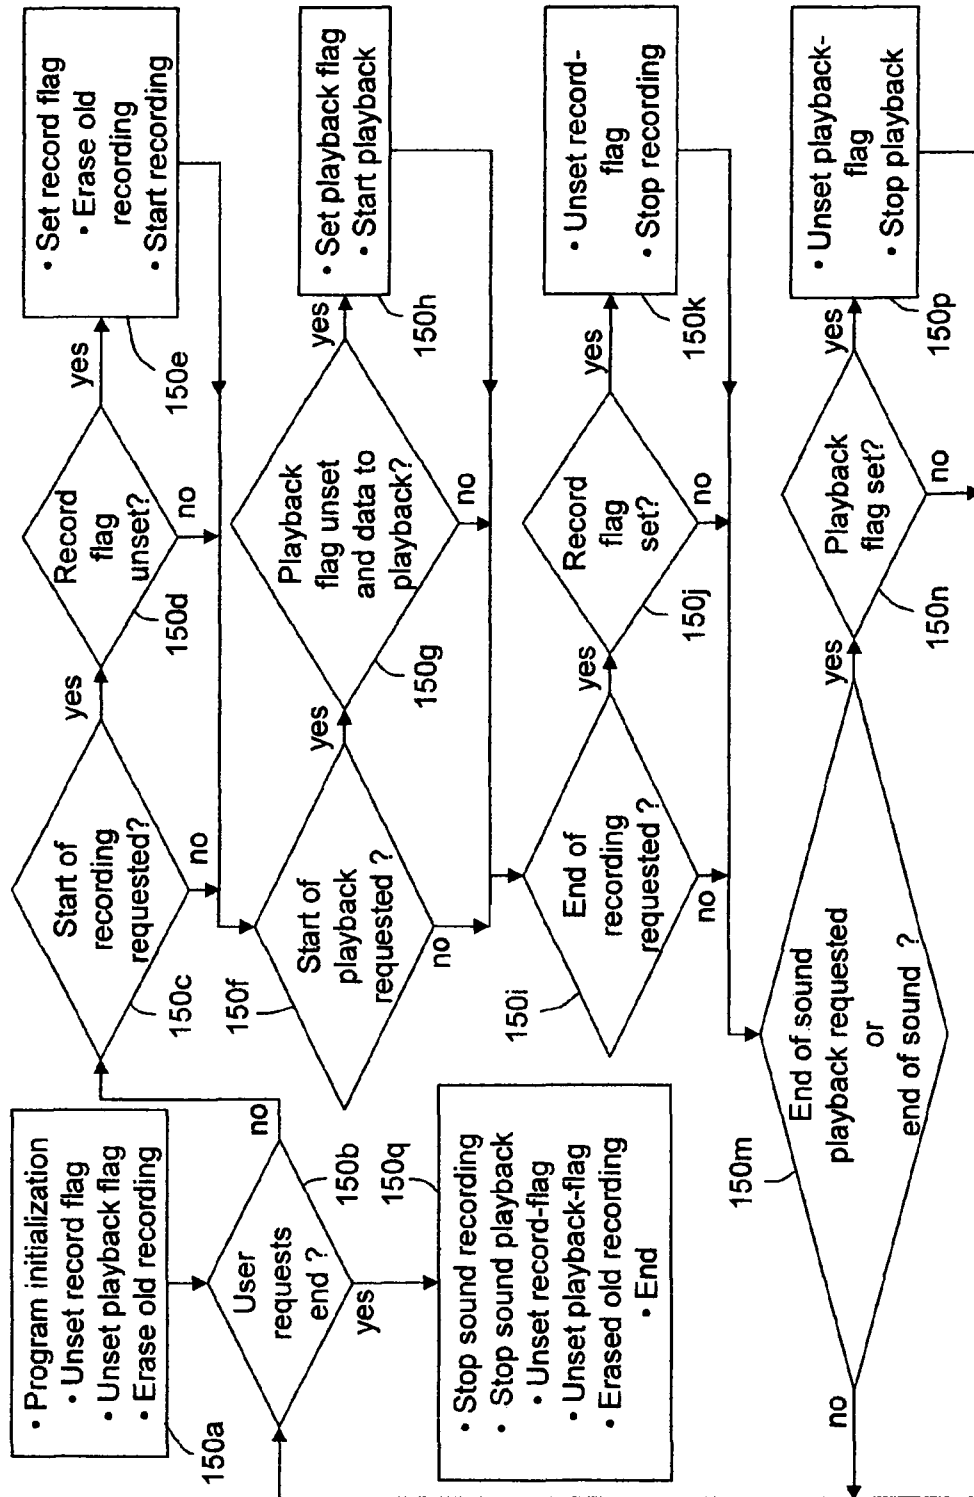 • Program initialization
• Unset record flag
• Unset playback flag
• Erase old recording
150a
User
requests
end ?
150b
no
yes
• Stop sound recording
• Stop sound playback
• Unset record-flag
• Unset playback-flag
• Erased old recording
• End
150q
Start of
recording
requested?
150c
yes
no
Record
flag
unset?
150d
yes
no
• Set record flag
• Erase old
recording
• Start recording
150e
Start of
playback
requested ?
150f
yes
no
Playback
flag unset
and data to
playback?
150g
yes
no
• Set playback flag
• Start playback
150h
End of
recording
requested ?
150i
yes
no
Record
flag
set?
150j
yes
no
• Unset record-
flag
• Stop recording
150k
End of sound
playback requested
or
end of sound ?
150m
yes
no
Playback
flag set?
150n
yes
no
• Unset playback-
flag
• Stop playback
150p